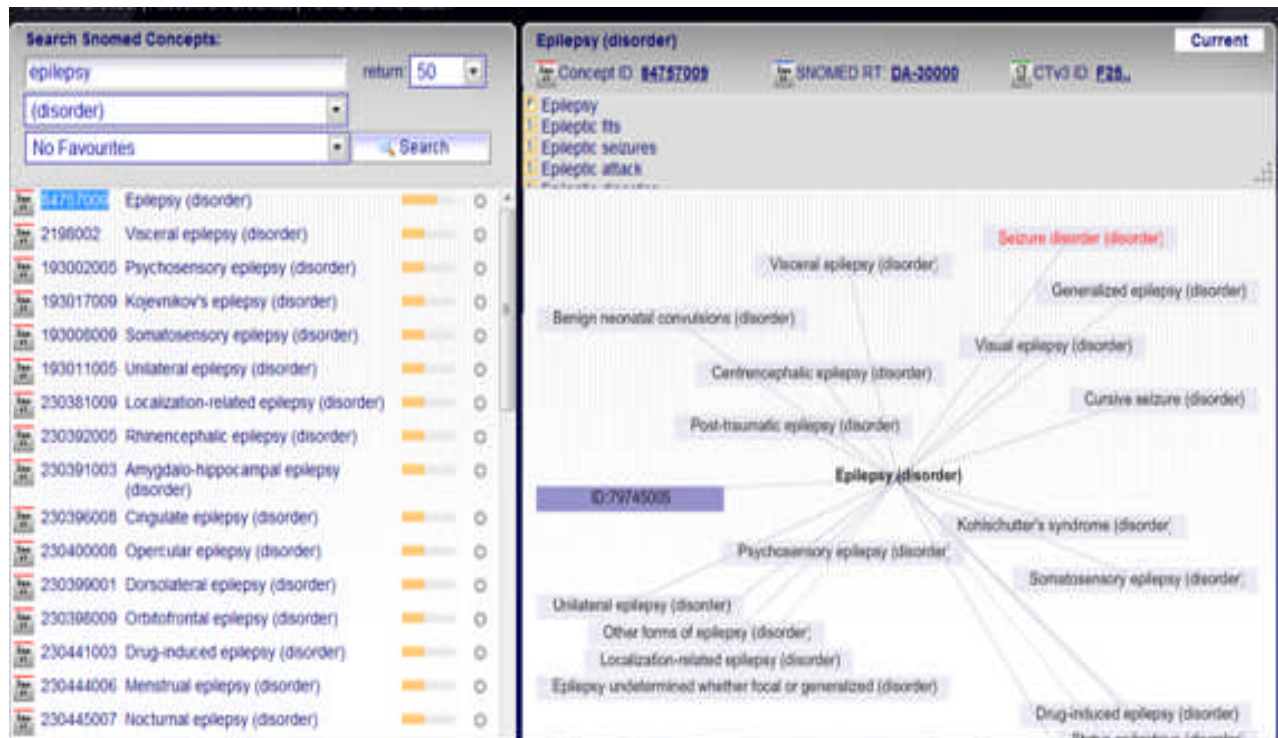 Search Snomed Concepts:
epilepsy
return: 50
(disorder)
No Favourites
Search
84757009 Epilepsy (disorder)
2198002 Visceral epilepsy (disorder)
193002005 Psychosensory epilepsy (disorder)
193017009 Kojevnikov's epilepsy (disorder)
193008009 Somatosensory epilepsy (disorder)
193011005 Unilateral epilepsy (disorder)
230381009 Localization-related epilepsy (disorder)
230392005 Rhinencephalic epilepsy (disorder)
230391003 Amygdalo-hippocampal epilepsy
(disorder)
230396008 Cingulate epilepsy (disorder)
230400008 Opercular epilepsy (disorder)
230399001 Dorsolateral epilepsy (disorder)
230398009 Orbitofrontal epilepsy (disorder)
230441003 Drug-induced epilepsy (disorder)
230444006 Menstrual epilepsy (disorder)
230445007 Nocturnal epilepsy (disorder)
Epilepsy (disorder)
Current
Concept ID: 84757009 SNOMED RT: DA-30000 CTv3 ID: F25..
Epilepsy
Epileptic fits
Epileptic seizures
Epileptic attack
Seizure disorder (disorder)
Visceral epilepsy (disorder)
Generalized epilepsy (disorder)
Benign neonatal convulsions (disorder)
Visual epilepsy (disorder)
Centrencephalic epilepsy (disorder)
Cursive seizure (disorder)
Post-traumatic epilepsy (disorder)
Epilepsy (disorder)
ID:79745005
Kohlschutter's syndrome (disorder)
Psychosensory epilepsy (disorder)
Somatosensory epilepsy (disorder)
Unilateral epilepsy (disorder)
Other forms of epilepsy (disorder)
Localization-related epilepsy (disorder)
Epilepsy undetermined whether focal or generalized (disorder)
Drug-induced epilepsy (disorder)